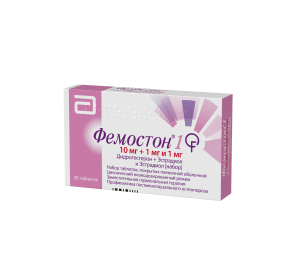 Фемостон® 1
10 мг + 1 мг и 1 мг
Дидрогестерон + Эстрадиол
и Эстрадиол [набор]
Набор таблеток, покрытых пленочной оболочкой
Циклический низкодозированный режим
Заместительная гормональная терапия
Профилактика постменопаузального остеопороза
28 таблеток